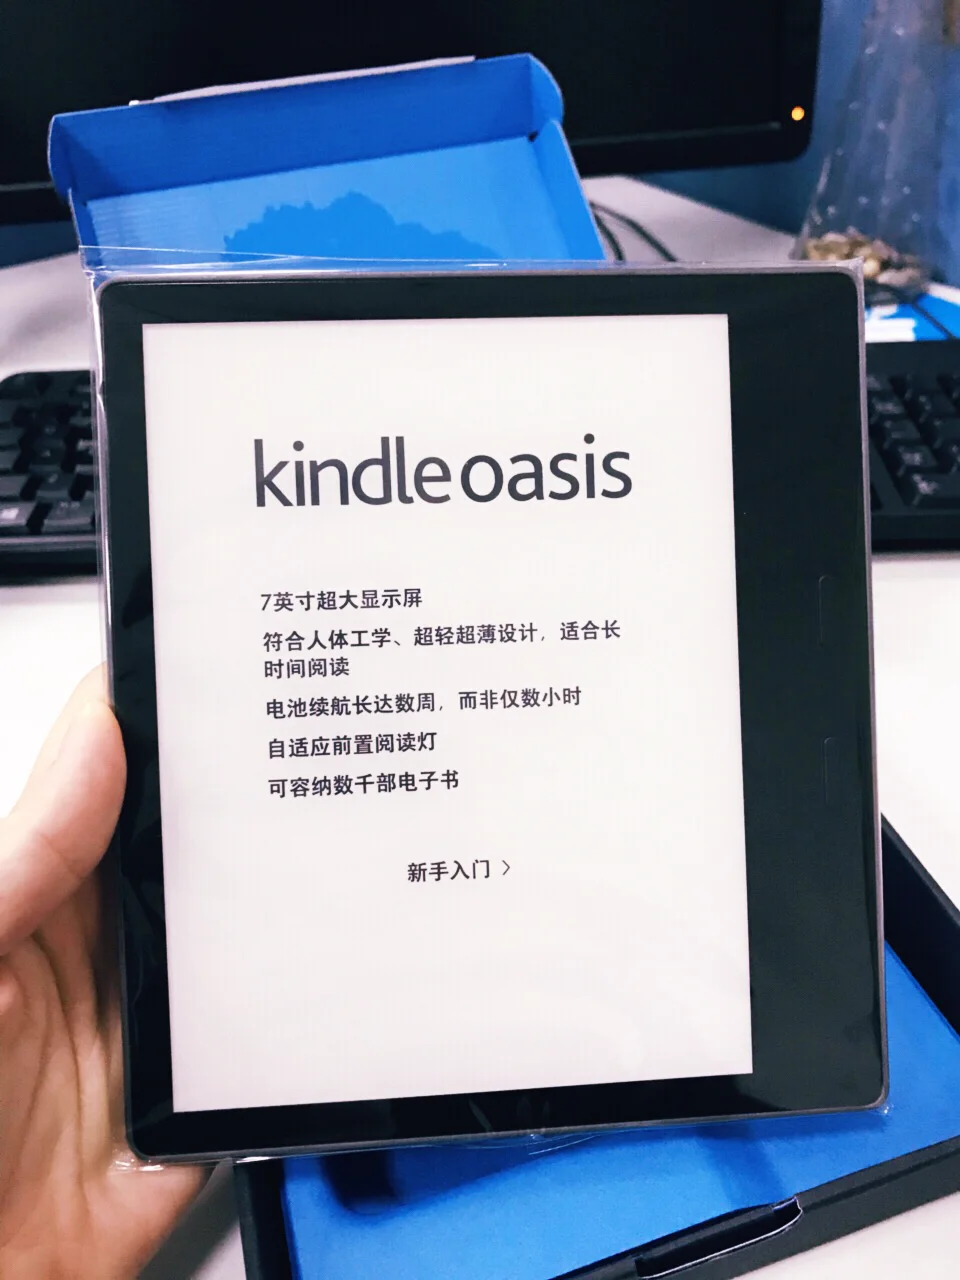 kindle oasis
7英寸超大显示屏
符合人体工学、超轻超薄设计，适合长
时间阅读
电池续航长达数周，而非仅数小时
自适应前置阅读灯
可容纳数千部电子书
新手入门 >